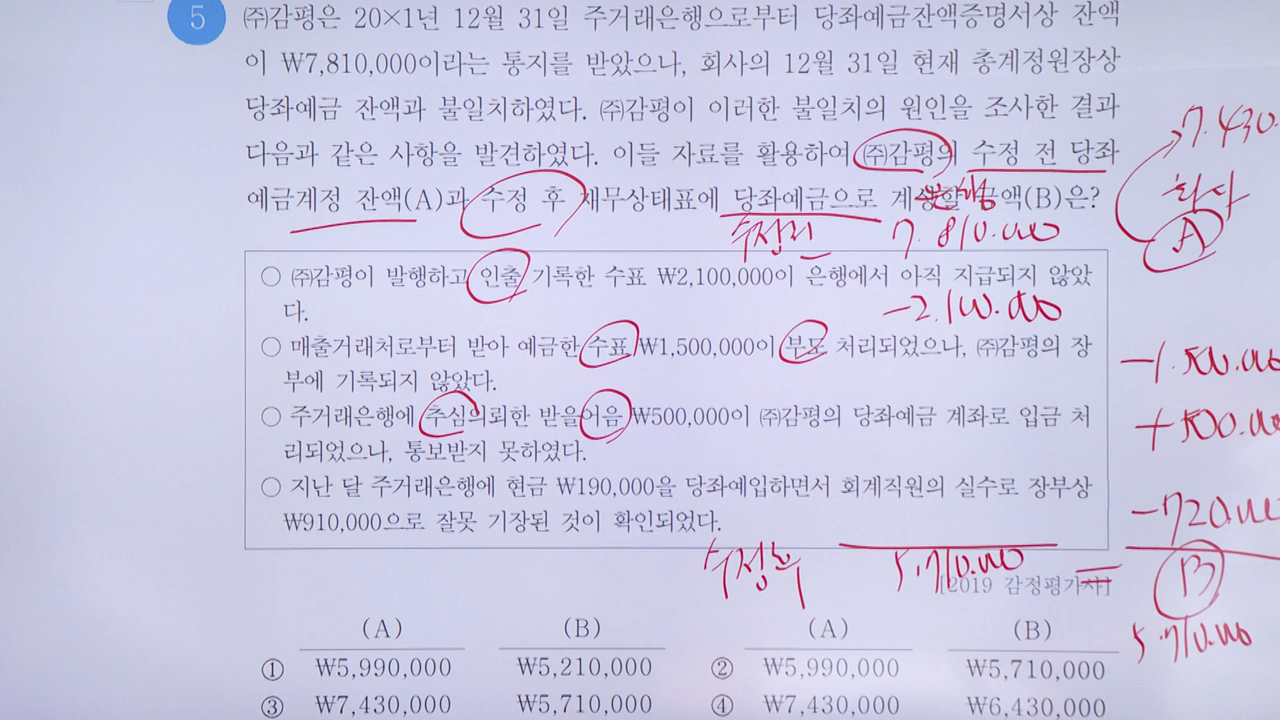 5
㈜감평은 20×1년 12월 31일 주거래은행으로부터 당좌예금잔액증명서상 잔액
이 ₩7,810,000이라는 통지를 받았으나, 회사의 12월 31일 현재 총계정원장상
당좌예금 잔액과 불일치하였다. ㈜감평이 이러한 불일치의 원인을 조사한 결과
다음과 같은 사항을 발견하였다. 이들 자료를 활용하여 ㈜감평의 수정 전 당좌
예금계정 잔액(A)과 수정 후 재무상태표에 당좌예금으로 계상할 금액(B)은?
7.430.
회사
A
은행
수정전 7.810.000
○ ㈜감평이 발행하고 인출 기록한 수표 ₩2,100,000이 은행에서 아직 지급되지 않았
다.
-2.100.000
○ 매출거래처로부터 받아 예금한 수표 ₩1,500,000이 부도 처리되었으나, ㈜감평의 장
부에 기록되지 않았다.
-1.500.000
○ 주거래은행에 추심의뢰한 받을어음 ₩500,000이 ㈜감평의 당좌예금 계좌로 입금 처
리되었으나, 통보받지 못하였다.
+500.000
○ 지난 달 주거래은행에 현금 ₩190,000을 당좌예입하면서 회계직원의 실수로 장부상
₩910,000으로 잘못 기장된 것이 확인되었다.
-720.000
수정후 5.710.000 =
B
5.710.000
[2019 감정평가사]
(A) (B) (A) (B)
① ₩5,990,000 ₩5,210,000 ② ₩5,990,000 ₩5,710,000
③ ₩7,430,000 ₩5,710,000 ④ ₩7,430,000 ₩6,430,000